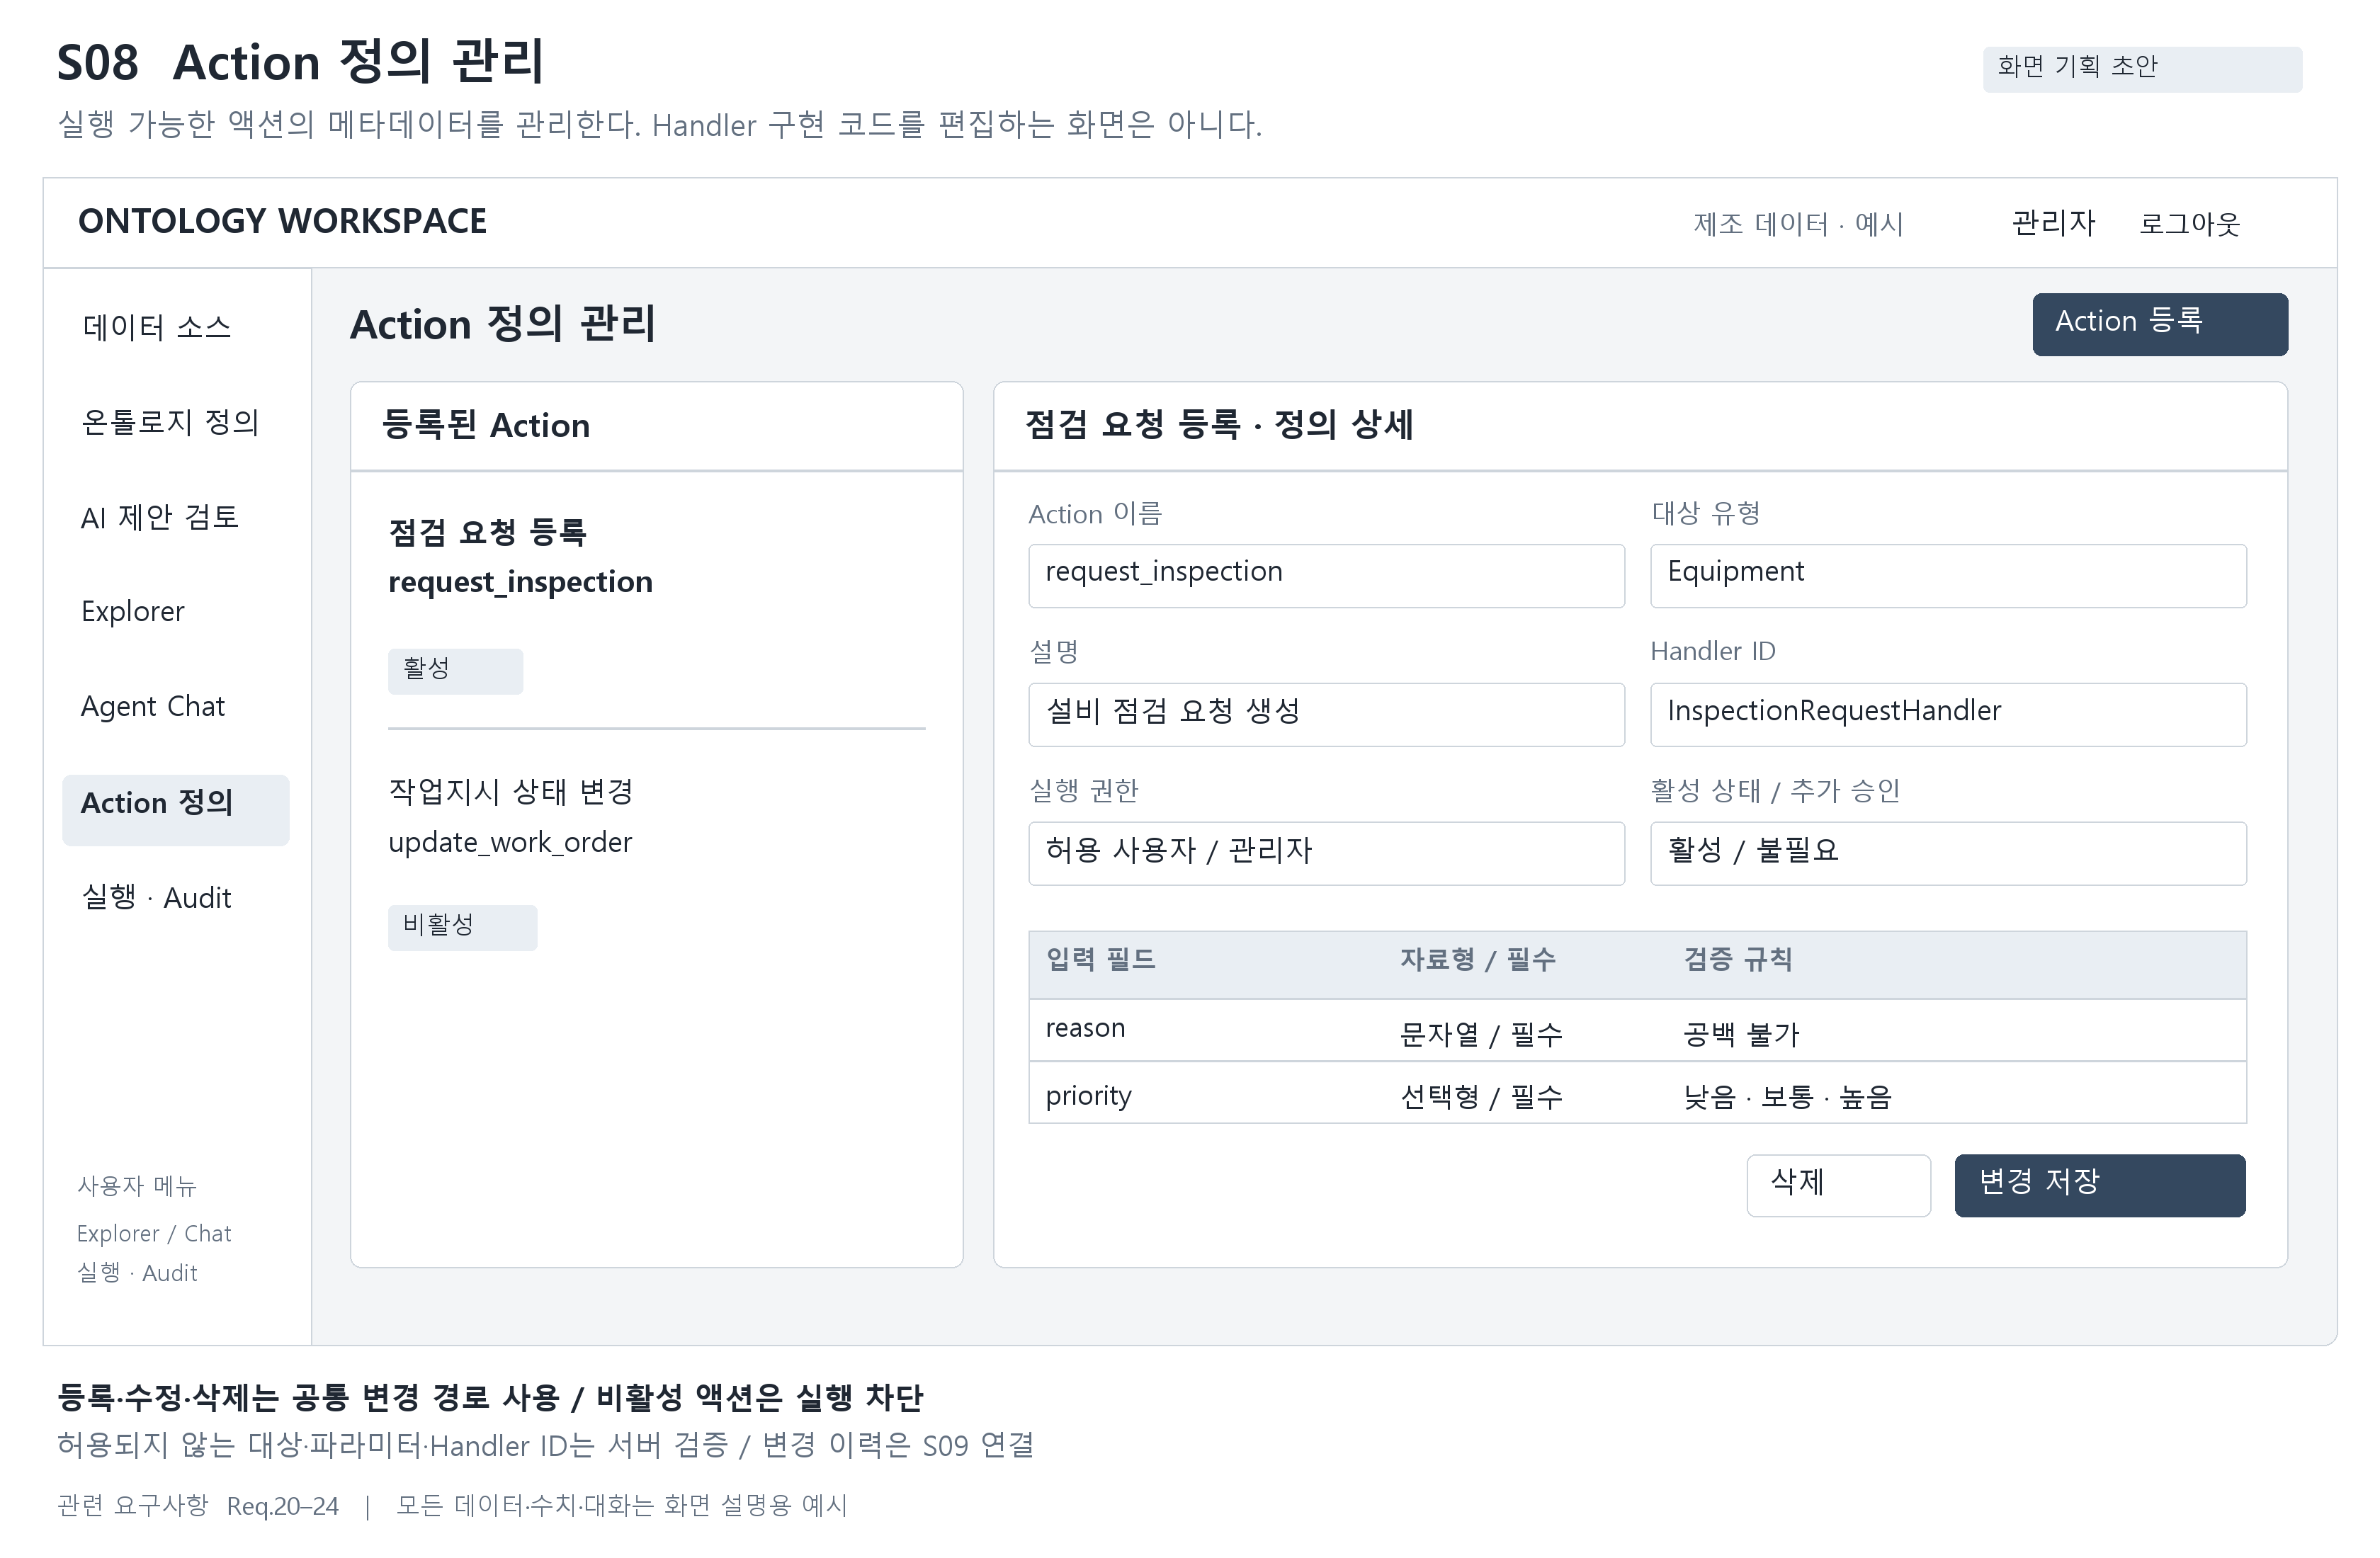 S08 Action 정의 관리
화면 기획 초안
실행 가능한 액션의 메타데이터를 관리한다. Handler 구현 코드를 편집하는 화면은 아니다.
ONTOLOGY WORKSPACE
제조 데이터 · 예시
관리자
로그아웃
데이터 소스
온톨로지 정의
AI 제안 검토
Explorer
Agent Chat
Action 정의
실행 · Audit
사용자 메뉴
Explorer / Chat
실행 · Audit
Action 정의 관리
Action 등록
등록된 Action
점검 요청 등록
request_inspection
활성
작업지시 상태 변경
update_work_order
비활성
점검 요청 등록 · 정의 상세
Action 이름
대상 유형
request_inspection
Equipment
설명
Handler ID
설비 점검 요청 생성
InspectionRequestHandler
실행 권한
활성 상태 / 추가 승인
허용 사용자 / 관리자
활성 / 불필요
입력 필드 자료형 / 필수 검증 규칙
reason 문자열 / 필수 공백 불가
priority 선택형 / 필수 낮음 · 보통 · 높음
삭제
변경 저장
등록·수정·삭제는 공통 변경 경로 사용 / 비활성 액션은 실행 차단
허용되지 않는 대상·파라미터·Handler ID는 서버 검증 / 변경 이력은 S09 연결
관련 요구사항 Req.20–24 | 모든 데이터·수치·대화는 화면 설명용 예시